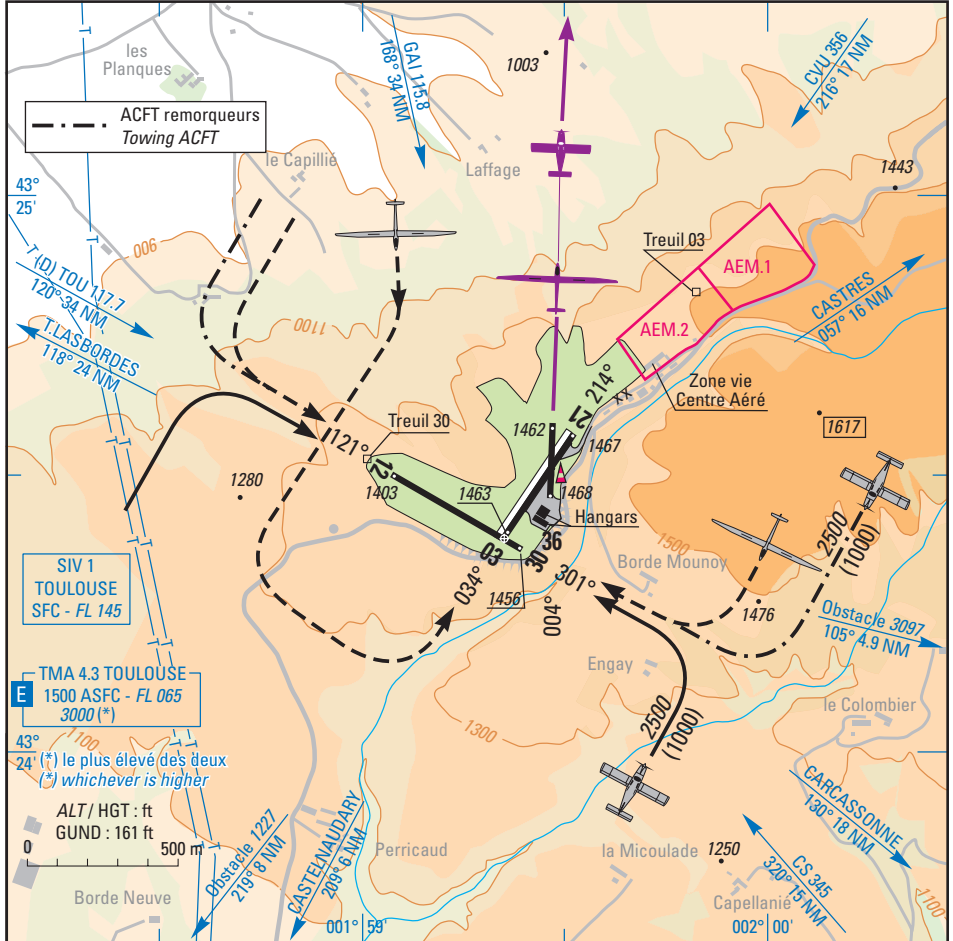 les
Planques
ACFT remorqueurs
Towing ACFT
GAI 115.8
168° 34 NM
1003
CVU 356
216° 17 NM
le Capillié
Laffage
1443
43°
25'
900
Treuil 03
AEM.1
T (D) TOU 117.7
120° 34 NM
T.LASBORDES
118° 24 NM
1100
AEM.2
CASTRES
057° 16 NM
Zone vie
Centre Aéré
XX
214°
21
1462
1467
1617
Treuil 30
121°
12
1403
1280
1463
1468
Hangars
36
03
30
034°
1456
004°
301°
1500
Borde Mounoy
2500
(1000)
1476
SIV 1
TOULOUSE
SFC - FL 145
Obstacle 3097
105° 4.9 NM
Engay
E
TMA 4.3 TOULOUSE
1500 ASFC - FL 065
3000 (*)
le Colombier
1300
2500
(1000)
1100
43°
24'
(*) le plus élevé des deux
(*) whichever is higher
ALT / HGT : ft
GUND : 161 ft
0 500 m
CARCASSONNE
130° 18 NM
Obstacle 1227
219° 8 NM
CASTELNAUDARY
209° 6 NM
Perricaud
la Micoulade
1250
CS 345
320° 15 NM
Borde Neuve
Capellanié
1100
001° 59'
002° 00'
T
T
T
T
T
T
T
T
T
T